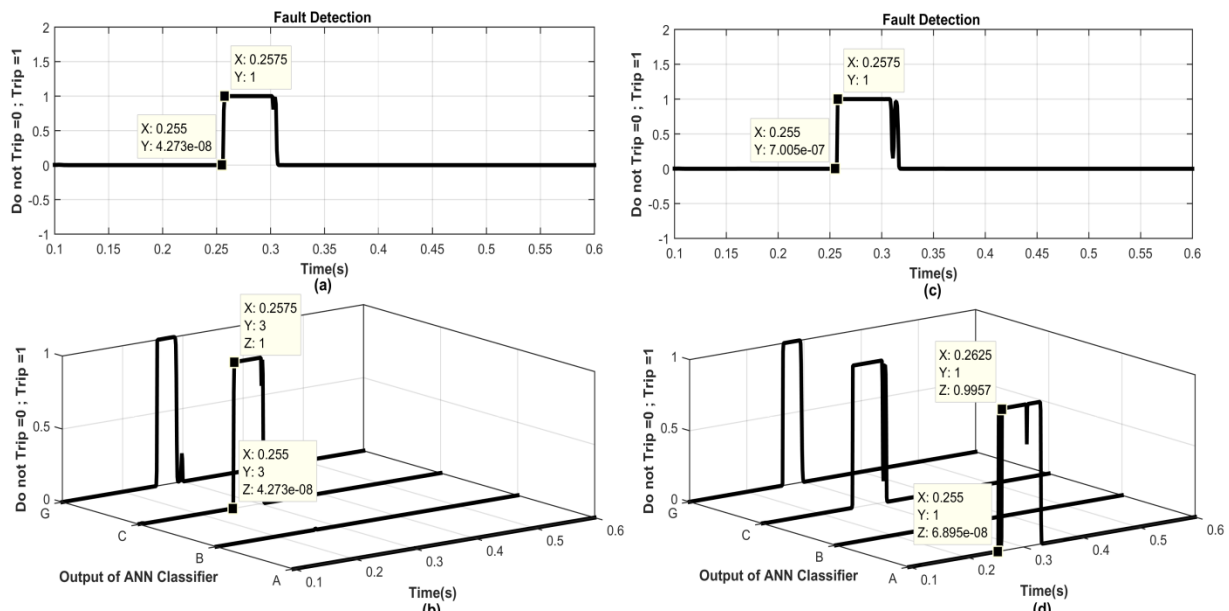 Fault Detection
Do not Trip =0 ; Trip =1
2
1.5
1
0.5
0
-0.5
-1
X: 0.2575
Y: 1
X: 0.255
Y: 4.273e-08
0.1 0.15 0.2 0.25 0.3 0.35 0.4 0.45 0.5 0.55 0.6
Time(s)
(a)
Fault Detection
Do not Trip =0 ; Trip =1
2
1.5
1
0.5
0
-0.5
-1
X: 0.2575
Y: 1
X: 0.255
Y: 7.005e-07
0.1 0.15 0.2 0.25 0.3 0.35 0.4 0.45 0.5 0.55 0.6
Time(s)
(c)
Do not Trip =0 ; Trip =1
1
0.5
0
X: 0.2575
Y: 3
Z: 1
X: 0.255
Y: 3
Z: 4.273e-08
G
C
B
A
0.1
0.2
0.3
0.4
0.5
0.6
Output of ANN Classifier
Time(s)
(b)
Do not Trip =0 ; Trip =1
1
0.5
0
X: 0.2625
Y: 1
Z: 0.9957
X: 0.255
Y: 1
Z: 6.895e-08
G
C
B
A
0.1
0.2
0.3
0.4
0.5
0.6
Output of ANN Classifier
Time(s)
(d)